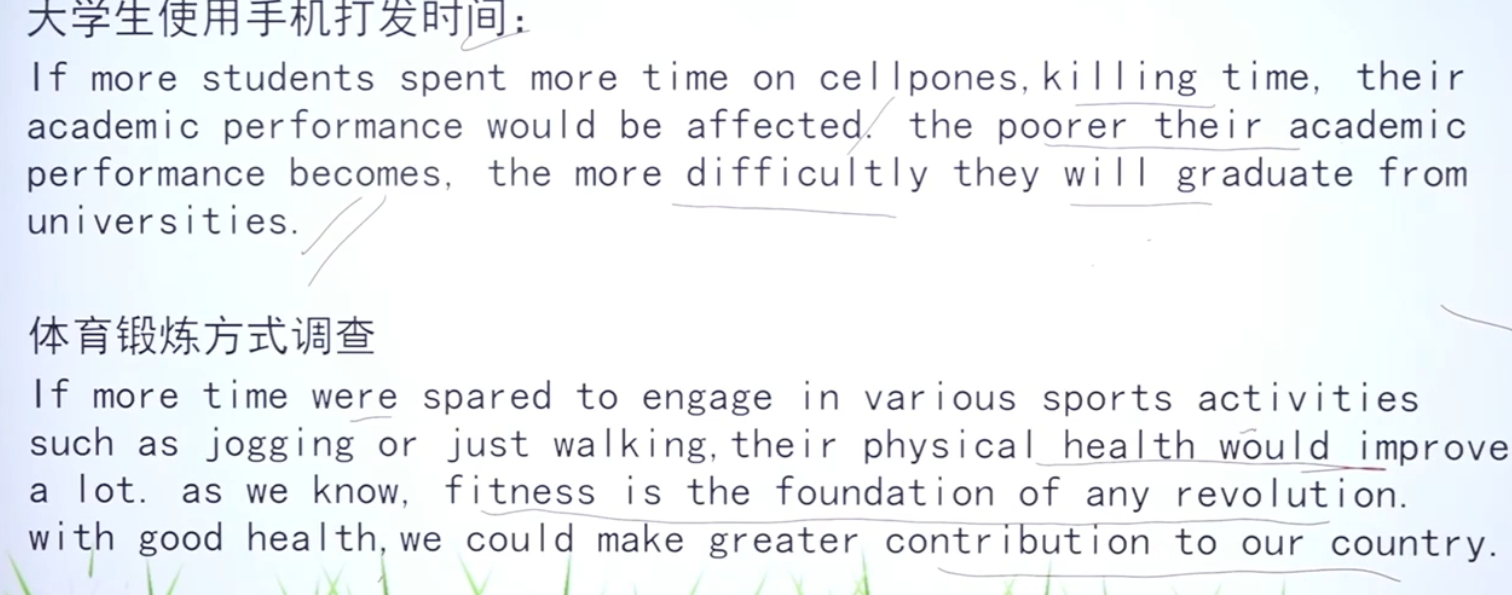 大学生使用手机打发时间：
If more students spent more time on cellpones,killing time, their
academic performance would be affected. the poorer their academic
performance becomes, the more difficultly they will graduate from
universities.
体育锻炼方式调查
If more time were spared to engage in various sports activities
such as jogging or just walking,their physical health would improve
a lot. as we know, fitness is the foundation of any revolution.
with good health,we could make greater contribution to our country.